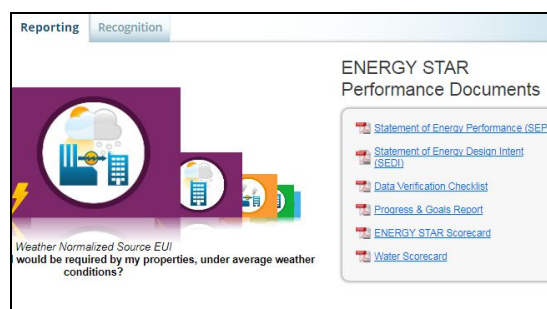 Reporting
Recognition
ENERGY STAR
Performance Documents
Statement of Energy Performance (SEP
Statement of Energy Design Intent
(SEDI)
Data Verification Checklist
Progress & Goals Report
ENERGY STAR Scorecard
Water Scorecard
Weather Normalized Source EUI
would be required by my properties, under average weather
conditions?